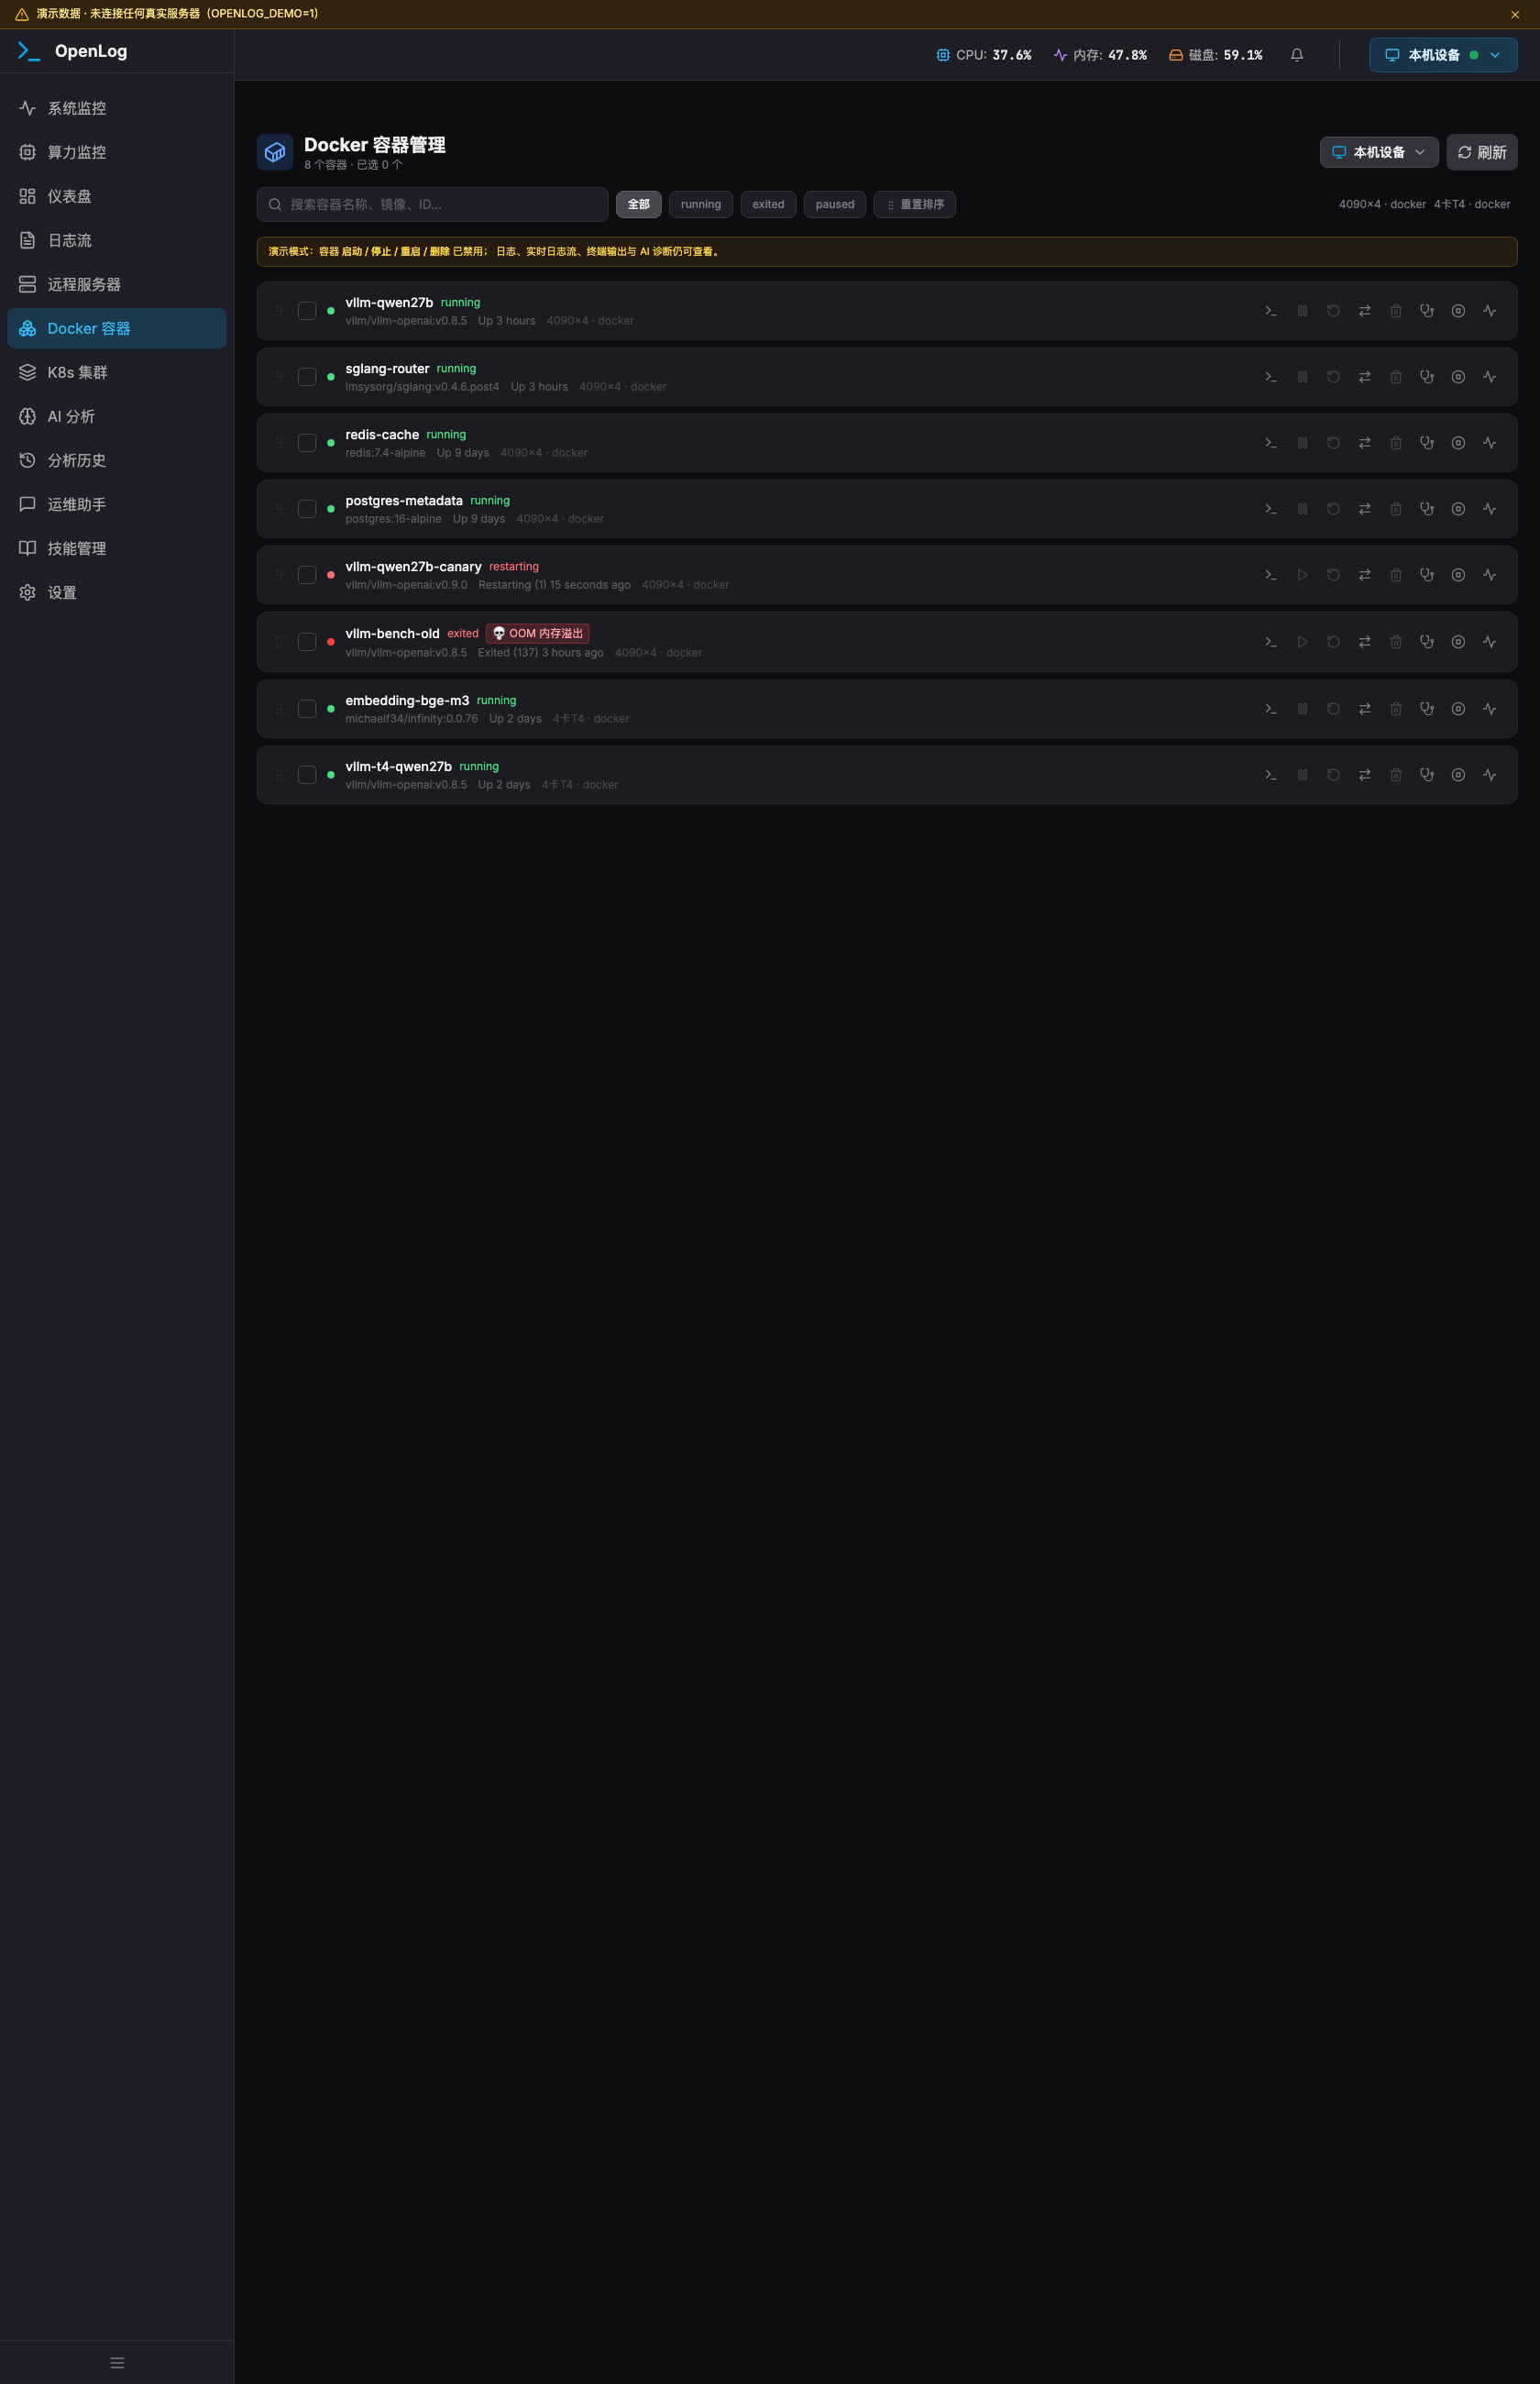 演示数据 · 未连接任何真实服务器（OPENLOG_DEMO=1）
OpenLog
CPU: 37.6% 内存: 47.8% 磁盘: 59.1% 本机设备
系统监控
算力监控
仪表盘
日志流
远程服务器
Docker 容器
K8s 集群
AI 分析
分析历史
运维助手
技能管理
设置
Docker 容器管理
8 个容器 · 已选 0 个
本机设备 刷新
搜索容器名称、镜像、ID... 全部 running exited paused 重置排序 4090×4 · docker 4卡T4 · docker
演示模式：容器 启动 / 停止 / 重启 / 删除 已禁用； 日志、实时日志流、终端输出与 AI 诊断仍可查看。
vllm-qwen27b running
vllm/vllm-openai:v0.8.5 Up 3 hours 4090×4 · docker
sglang-router running
lmsysorg/sglang:v0.4.6.post4 Up 3 hours 4090×4 · docker
redis-cache running
redis:7.4-alpine Up 9 days 4090×4 · docker
postgres-metadata running
postgres:16-alpine Up 9 days 4090×4 · docker
vllm-qwen27b-canary restarting
vllm/vllm-openai:v0.9.0 Restarting (1) 15 seconds ago 4090×4 · docker
vllm-bench-old exited 💀 OOM 内存溢出
vllm/vllm-openai:v0.8.5 Exited (137) 3 hours ago 4090×4 · docker
embedding-bge-m3 running
michaelf34/infinity:0.0.76 Up 2 days 4卡T4 · docker
vllm-t4-qwen27b running
vllm/vllm-openai:v0.8.5 Up 2 days 4卡T4 · docker